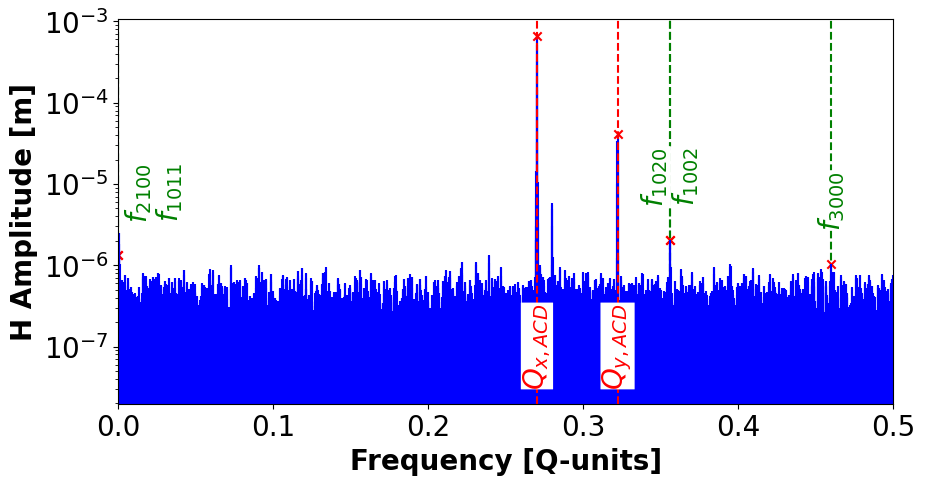 H Amplitude [m]
10⁻³
10⁻⁴
10⁻⁵
10⁻⁶
10⁻⁷
f₂₁₀₀
f₁₀₁₁
f₁₀₂₀
f₁₀₀₂
f₃₀₀₀
Qₓ,ACD
Qy,ACD
0.0 0.1 0.2 0.3 0.4 0.5
Frequency [Q-units]